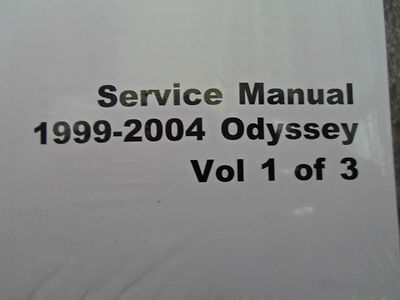 Service Manual
1999-2004 Odyssey
Vol 1 of 3